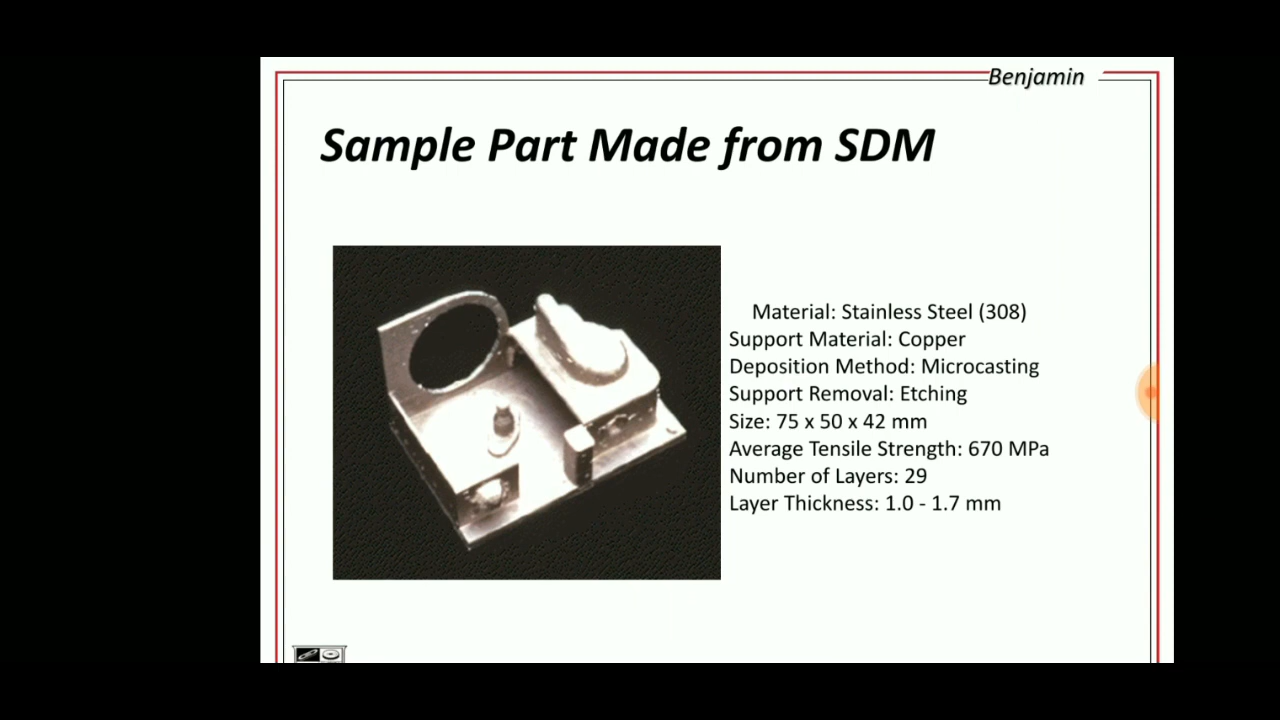 Benjamin
Sample Part Made from SDM
Material: Stainless Steel (308)
Support Material: Copper
Deposition Method: Microcasting
Support Removal: Etching
Size: 75 x 50 x 42 mm
Average Tensile Strength: 670 MPa
Number of Layers: 29
Layer Thickness: 1.0 - 1.7 mm